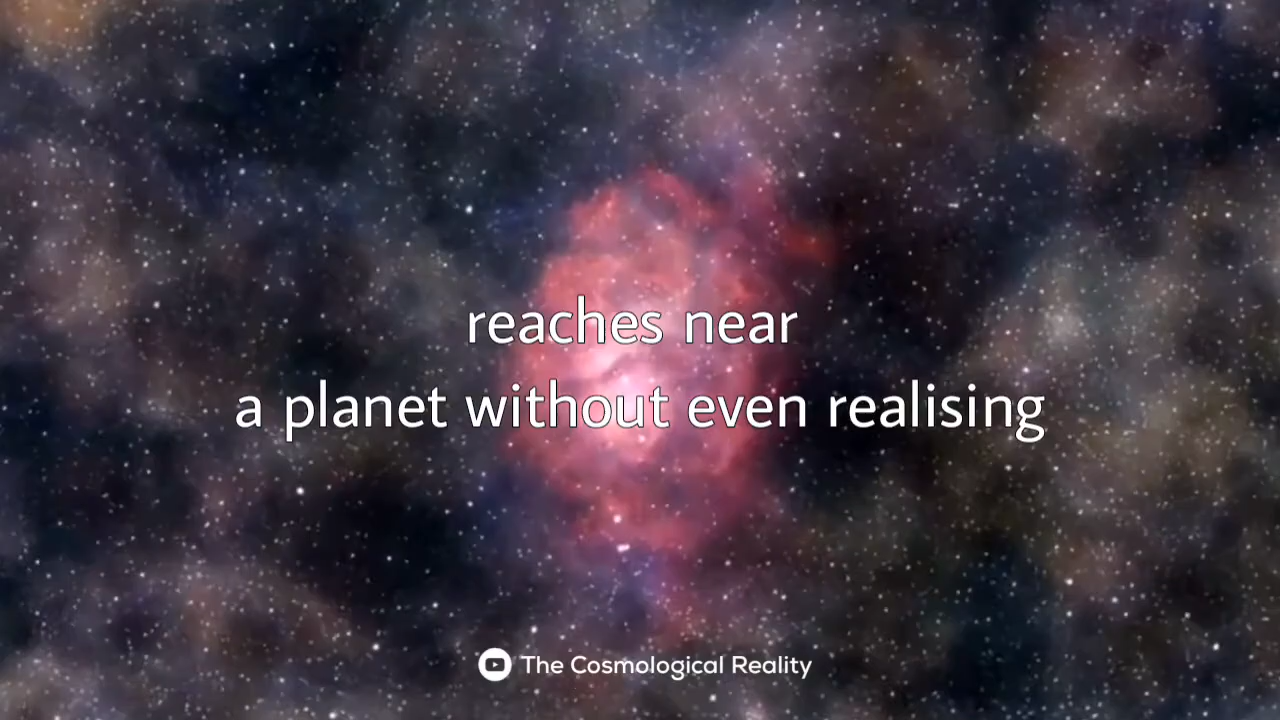 reaches near
a planet without even realising
The Cosmological Reality